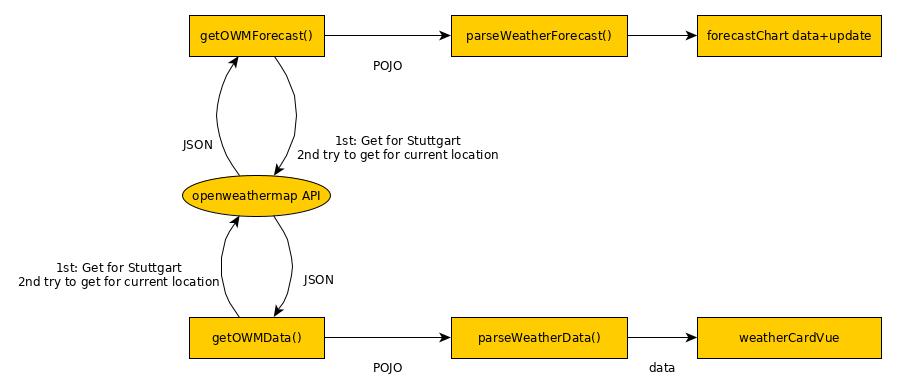 getOWMForecast()
parseWeatherForecast()
forecastChart data+update
POJO
JSON
1st: Get for Stuttgart
2nd try to get for current location
openweathermap API
1st: Get for Stuttgart
2nd try to get for current location
JSON
getOWMData()
parseWeatherData()
weatherCardVue
POJO
data